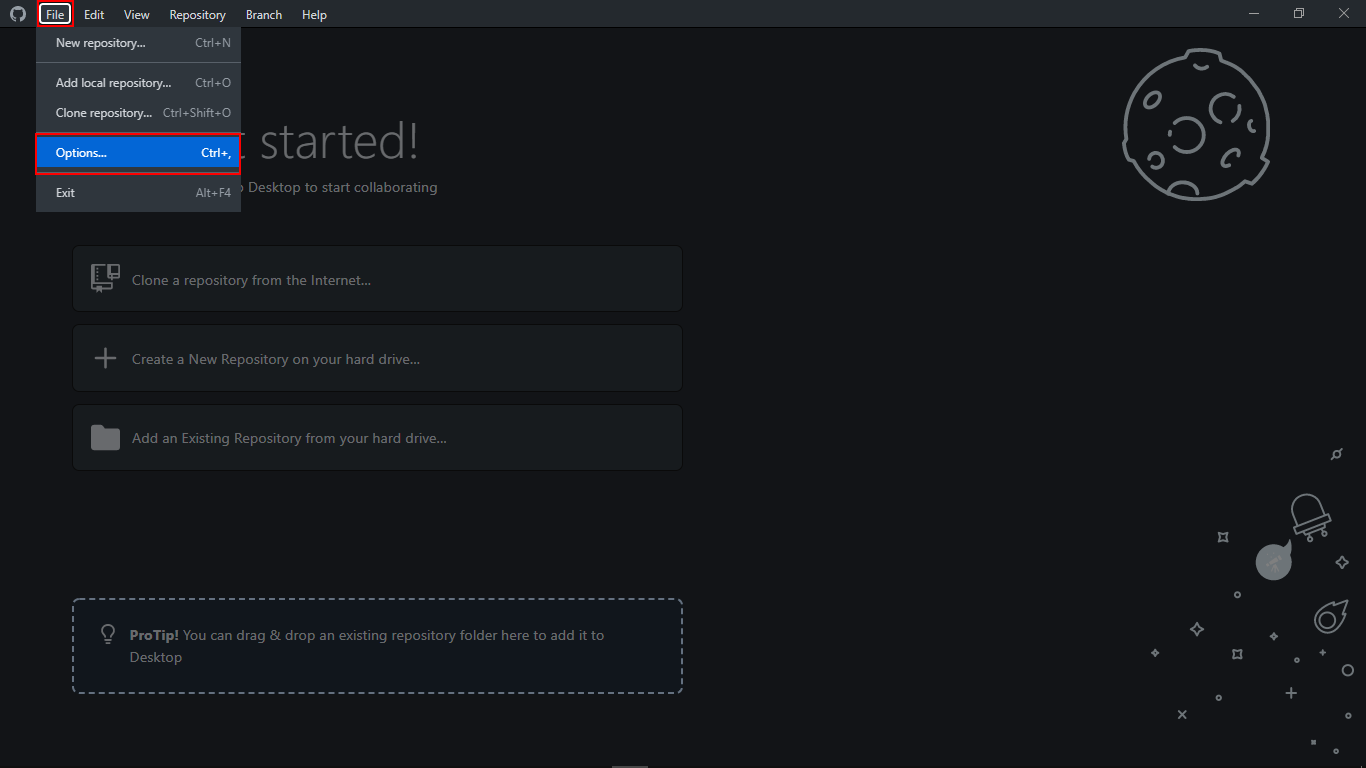 File Edit View Repository Branch Help
New repository... Ctrl+N
Add local repository... Ctrl+O
Clone repository... Ctrl+Shift+O
Options... Ctrl+,
Exit Alt+F4
started!
Desktop to start collaborating
Clone a repository from the Internet...
Create a New Repository on your hard drive...
Add an Existing Repository from your hard drive...
ProTip! You can drag & drop an existing repository folder here to add it to
Desktop